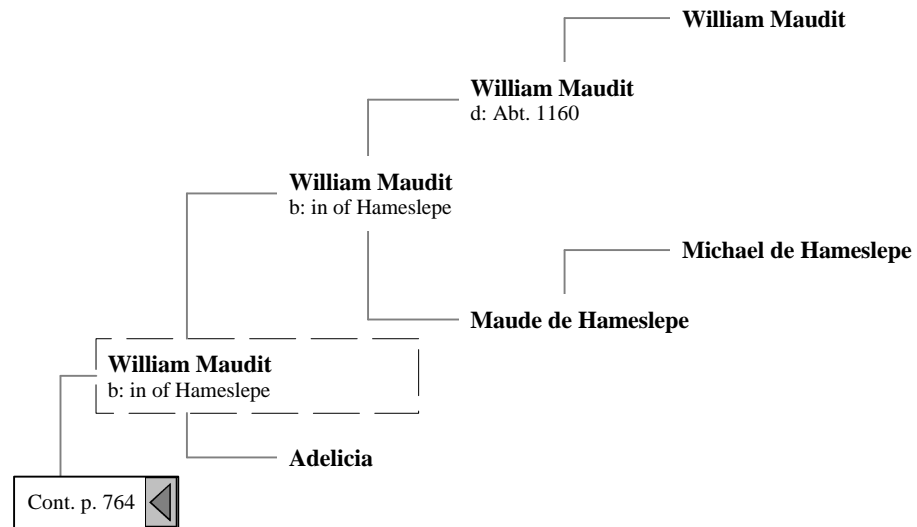 William Maudit
William Maudit
d: Abt. 1160
William Maudit
b: in of Hameslepe
Michael de Hameslepe
Maude de Hameslepe
William Maudit
b: in of Hameslepe
Adelicia
Cont. p. 764